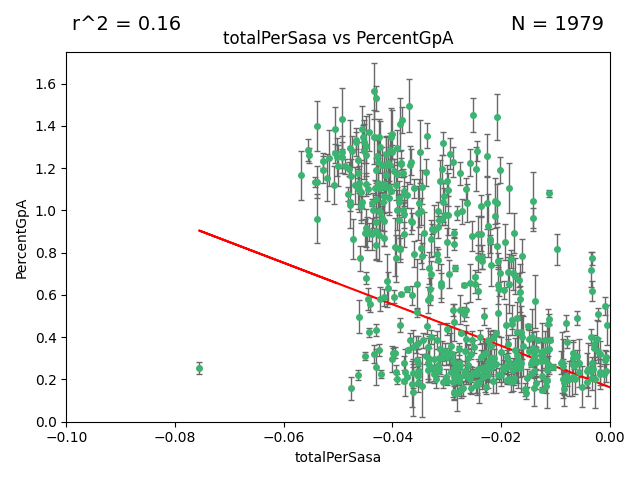 r^2 = 0.16
N = 1979
totalPerSasa vs PercentGpA
PercentGpA
1.6
1.4
1.2
1.0
0.8
0.6
0.4
0.2
0.0
−0.10 −0.08 −0.06 −0.04 −0.02 0.00
totalPerSasa